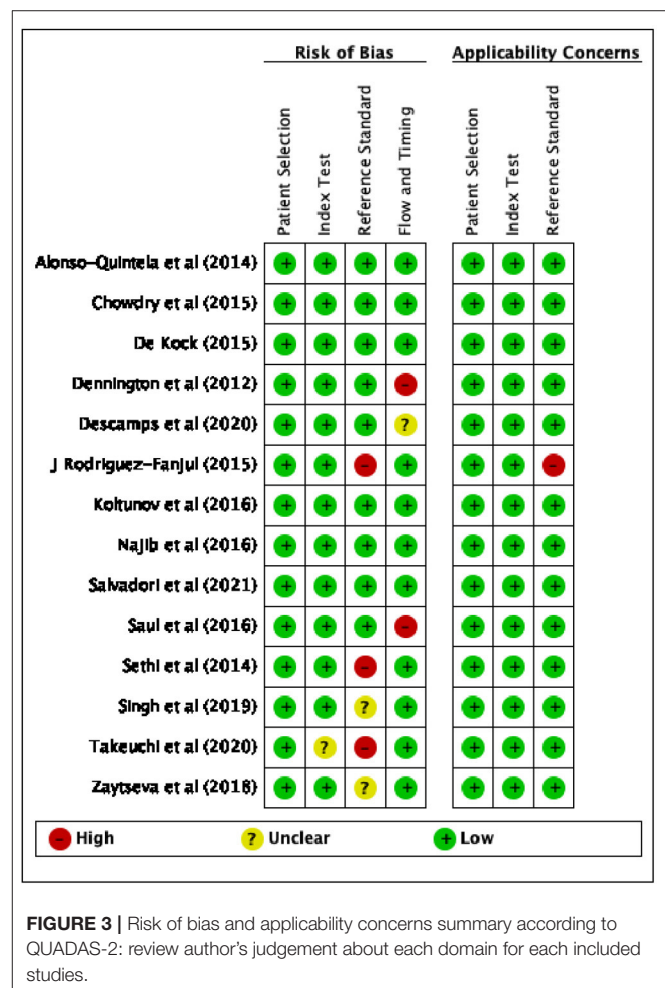 Risk of Bias
Applicability Concerns
Patient Selection
Index Test
Reference Standard
Flow and Timing
Patient Selection
Index Test
Reference Standard
Alonso-Quintela et al (2014)
+ + + + + + +
Chowdry et al (2015)
+ + + + + + +
De Kock (2015)
+ + + + + + +
Dennington et al (2012)
+ + + - + + +
Descamps et al (2020)
+ + + ? + + +
J Rodriguez-Fanjul (2015)
+ + - + + + -
Koltunov et al (2016)
+ + + + + + +
Najib et al (2016)
+ + + + + + +
Salvadori et al (2021)
+ + + + + + +
Saul et al (2016)
+ + + - + + +
Sethi et al (2014)
+ + - + + + +
Singh et al (2019)
+ + ? + + + +
Takeuchi et al (2020)
+ ? - + + + +
Zaytseva et al (2018)
+ + ? + + + +
- High
? Unclear
+ Low
FIGURE 3 | Risk of bias and applicability concerns summary according to
QUADAS-2: review author's judgement about each domain for each included
studies.